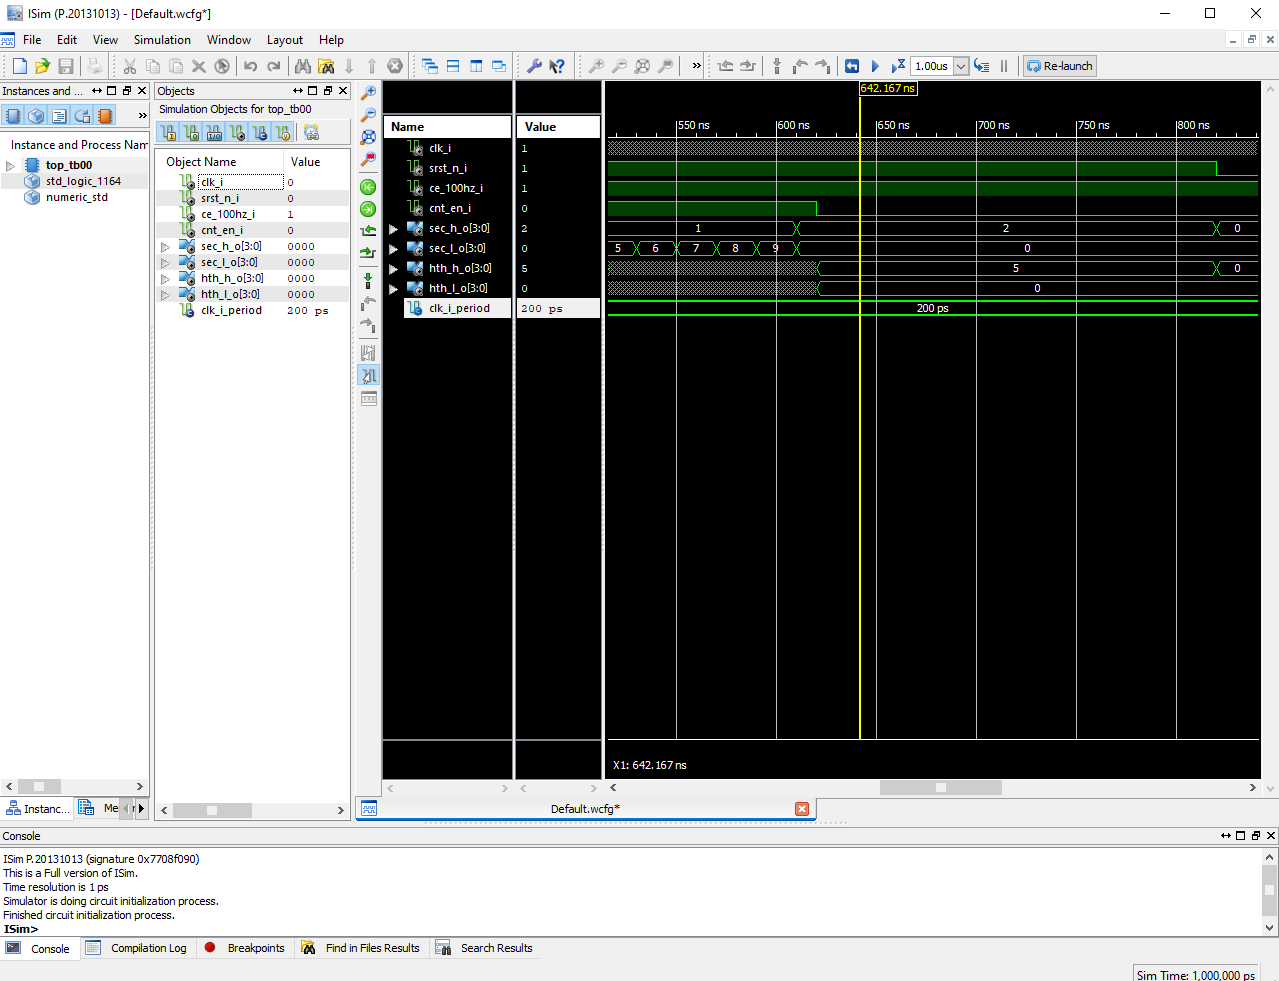 ISim (P.20131013) - [Default.wcfg*]
File Edit View Simulation Window Layout Help
» 1.00us Re-launch
Instances and ...
»
Instance and Process Nam
top_tb00
std_logic_1164
numeric_std
Objects
Simulation Objects for top_tb00
Object Name Value
clk_i 0
srst_n_i 0
ce_100hz_i 1
cnt_en_i 0
sec_h_o[3:0] 0000
sec_l_o[3:0] 0000
hth_h_o[3:0] 0000
hth_l_o[3:0] 0000
clk_i_period 200 ps
642.167 ns
Name Value
550 ns 600 ns 650 ns 700 ns 750 ns 800 ns
clk_i 1
srst_n_i 1
ce_100hz_i 1
cnt_en_i 0
sec_h_o[3:0] 2 1 2 0
sec_l_o[3:0] 0 5 6 7 8 9 0
hth_h_o[3:0] 5 5 0
hth_l_o[3:0] 0 0
clk_i_period 200 ps 200 ps
X1: 642.167 ns
Instanc... Me
Default.wcfg*
Console
ISim P.20131013 (signature 0x7708f090)
This is a Full version of ISim.
Time resolution is 1 ps
Simulator is doing circuit initialization process.
Finished circuit initialization process.
ISim>
Console Compilation Log Breakpoints Find in Files Results Search Results
Sim Time: 1,000,000 ps